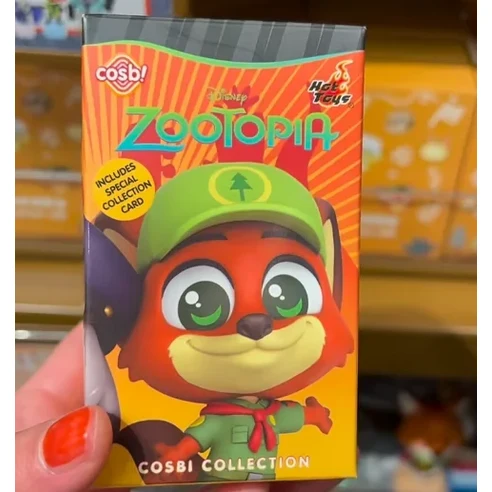 cosb!
Hot
Toys
Disney
ZOOTOPIA
INCLUDES
SPECIAL
COLLECTION
CARD
COSBI COLLECTION